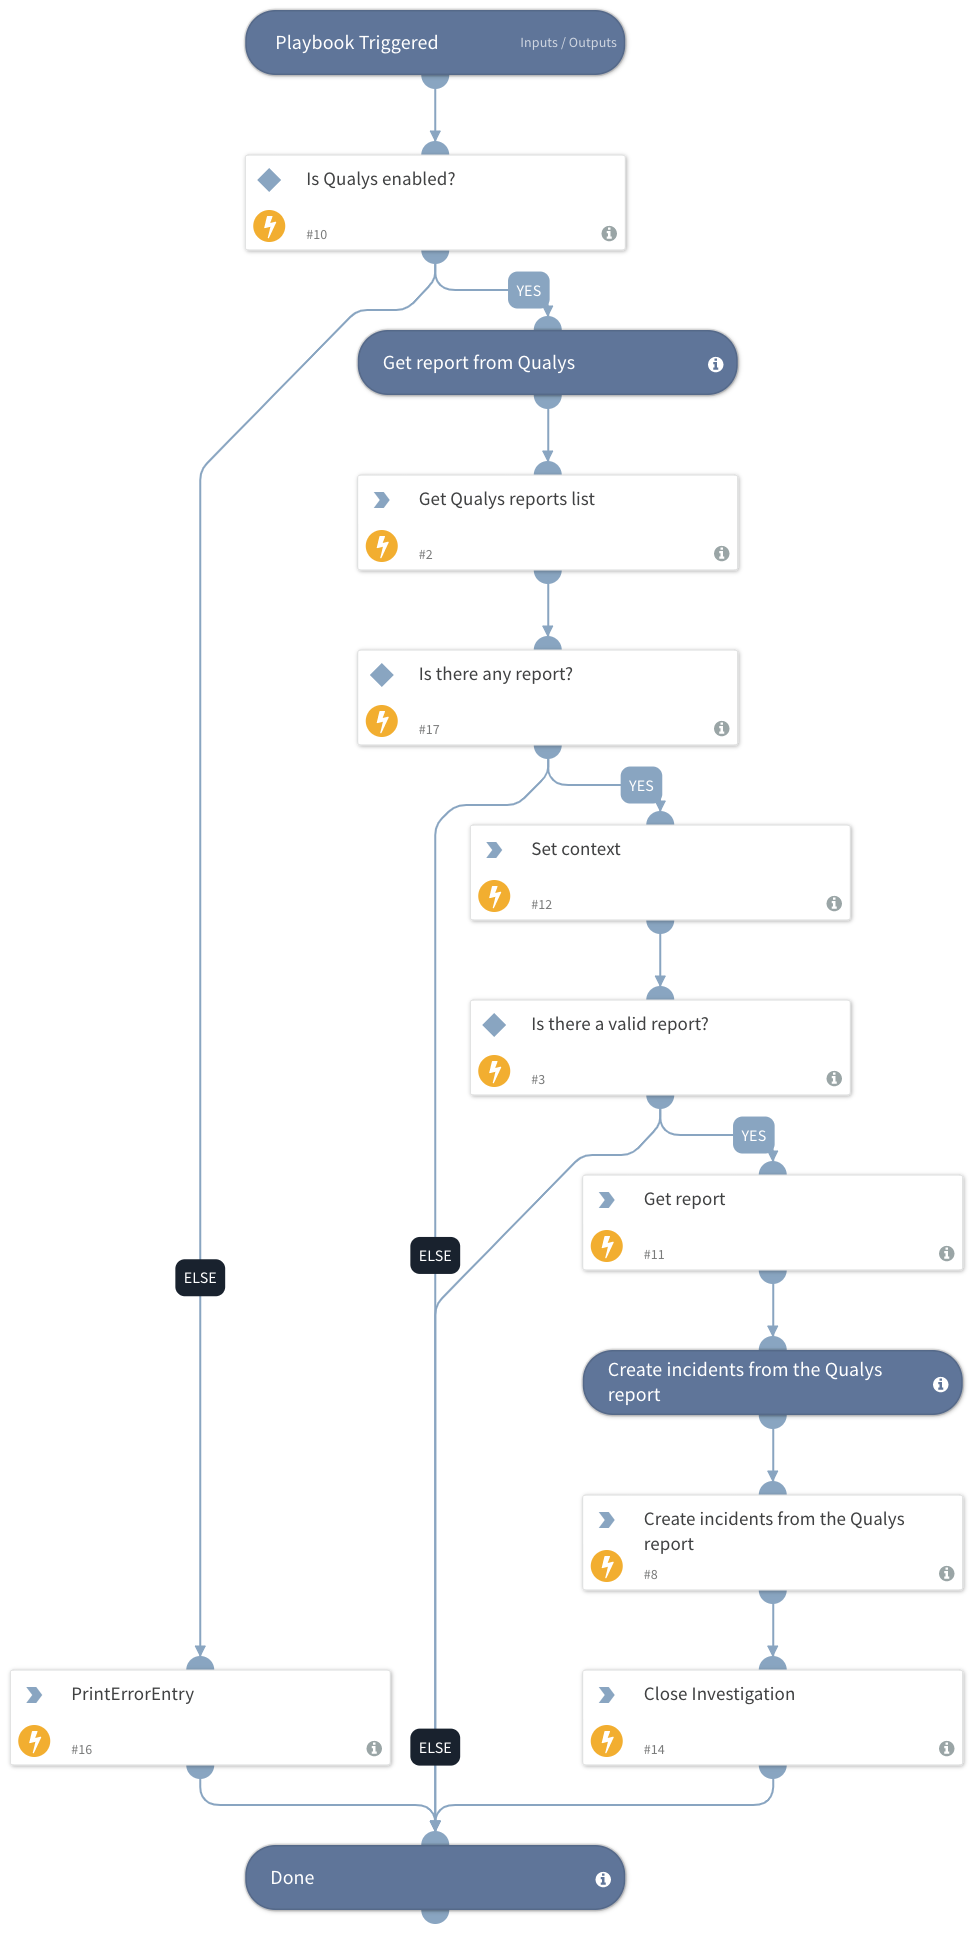 Playbook Triggered
Inputs / Outputs
Is Qualys enabled?
#10
YES
Get report from Qualys
Get Qualys reports list
#2
Is there any report?
#17
YES
Set context
#12
Is there a valid report?
#3
YES
Get report
#11
ELSE
ELSE
Create incidents from the Qualys
report
Create incidents from the Qualys
report
#8
PrintErrorEntry
#16
Close Investigation
#14
ELSE
Done